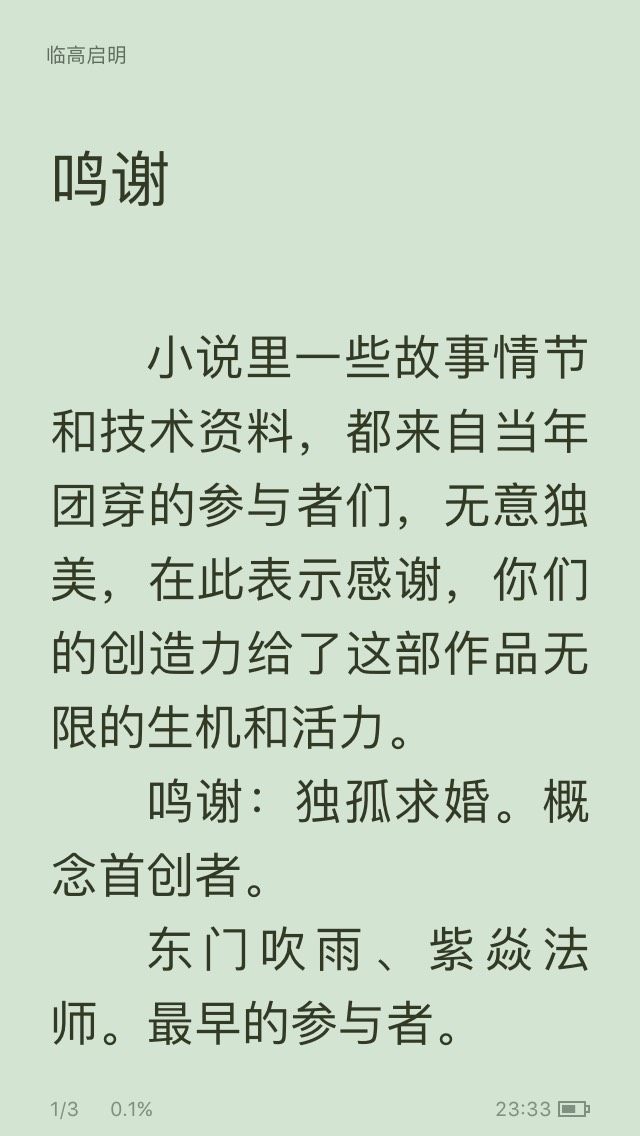 临高启明
鸣谢
小说里一些故事情节
和技术资料，都来自当年
团穿的参与者们，无意独
美，在此表示感谢，你们
的创造力给了这部作品无
限的生机和活力。
鸣谢：独孤求婚。概
念首创者。
东门吹雨、紫焱法
师。最早的参与者。
1/3 0.1% 23:33